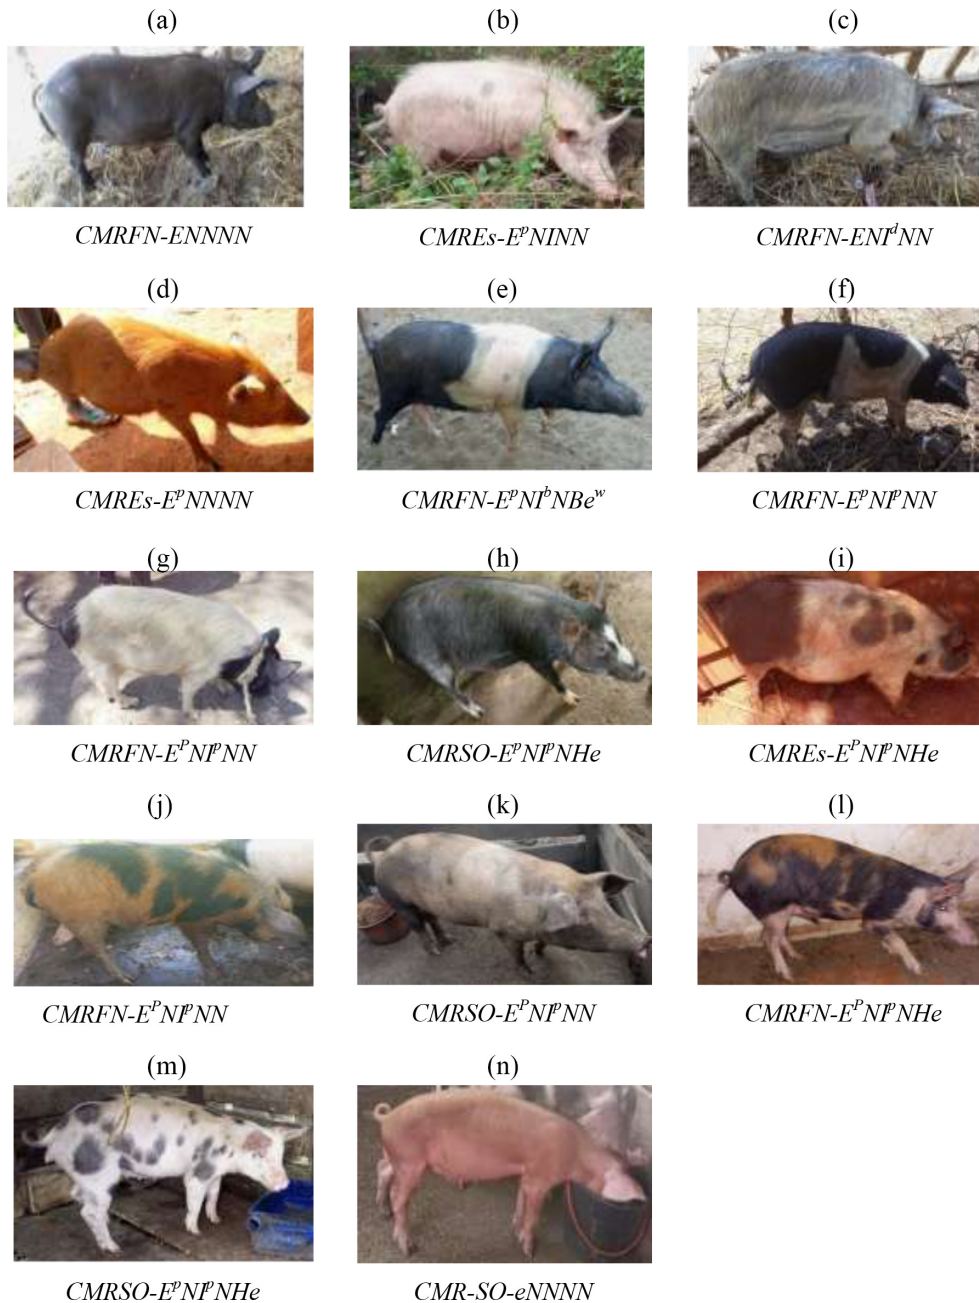 (a) (b) (c)
CMRFN-ENNNN CMREs-EᵖNINN CMRFN-ENIᵈNN
(d) (e) (f)
CMREs-EᵖNNNN CMRFN-EᵖNIᵇNBeʷ CMRFN-EᵖNIᵖNN
(g) (h) (i)
CMRFN-EᴾNIᵖNN CMRSO-EᵖNIᵖNHe CMREs-EᴾNIᵖNHe
(j) (k) (l)
CMRFN-EᴾNIᵖNN CMRSO-EᴾNIᵖNN CMRFN-EᴾNIᵖNHe
(m) (n)
CMRSO-EᵖNIᵖNHe CMR-SO-eNNNN